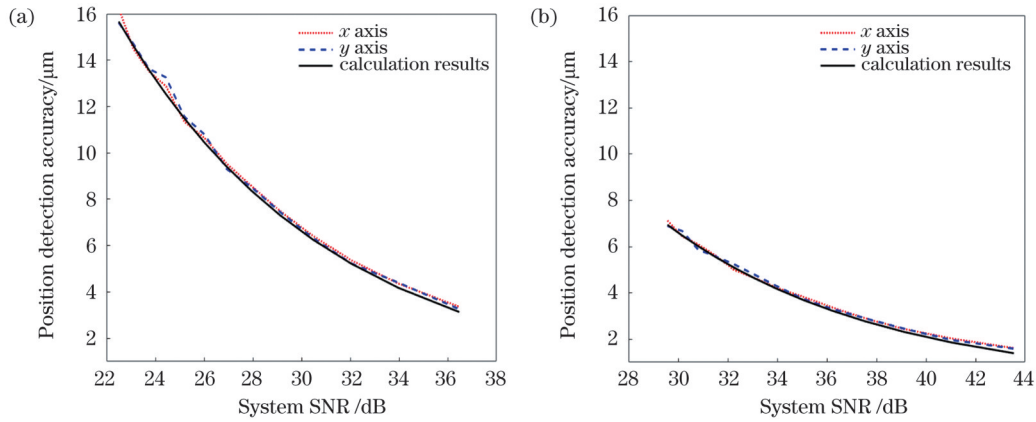 (a)
Position detection accuracy/μm
16
14
12
10
8
6
4
2
x axis
y axis
calculation results
22 24 26 28 30 32 34 36 38
System SNR /dB
(b)
Position detection accuracy/μm
16
14
12
10
8
6
4
2
x axis
y axis
calculation results
28 30 32 34 36 38 40 42 44
System SNR /dB